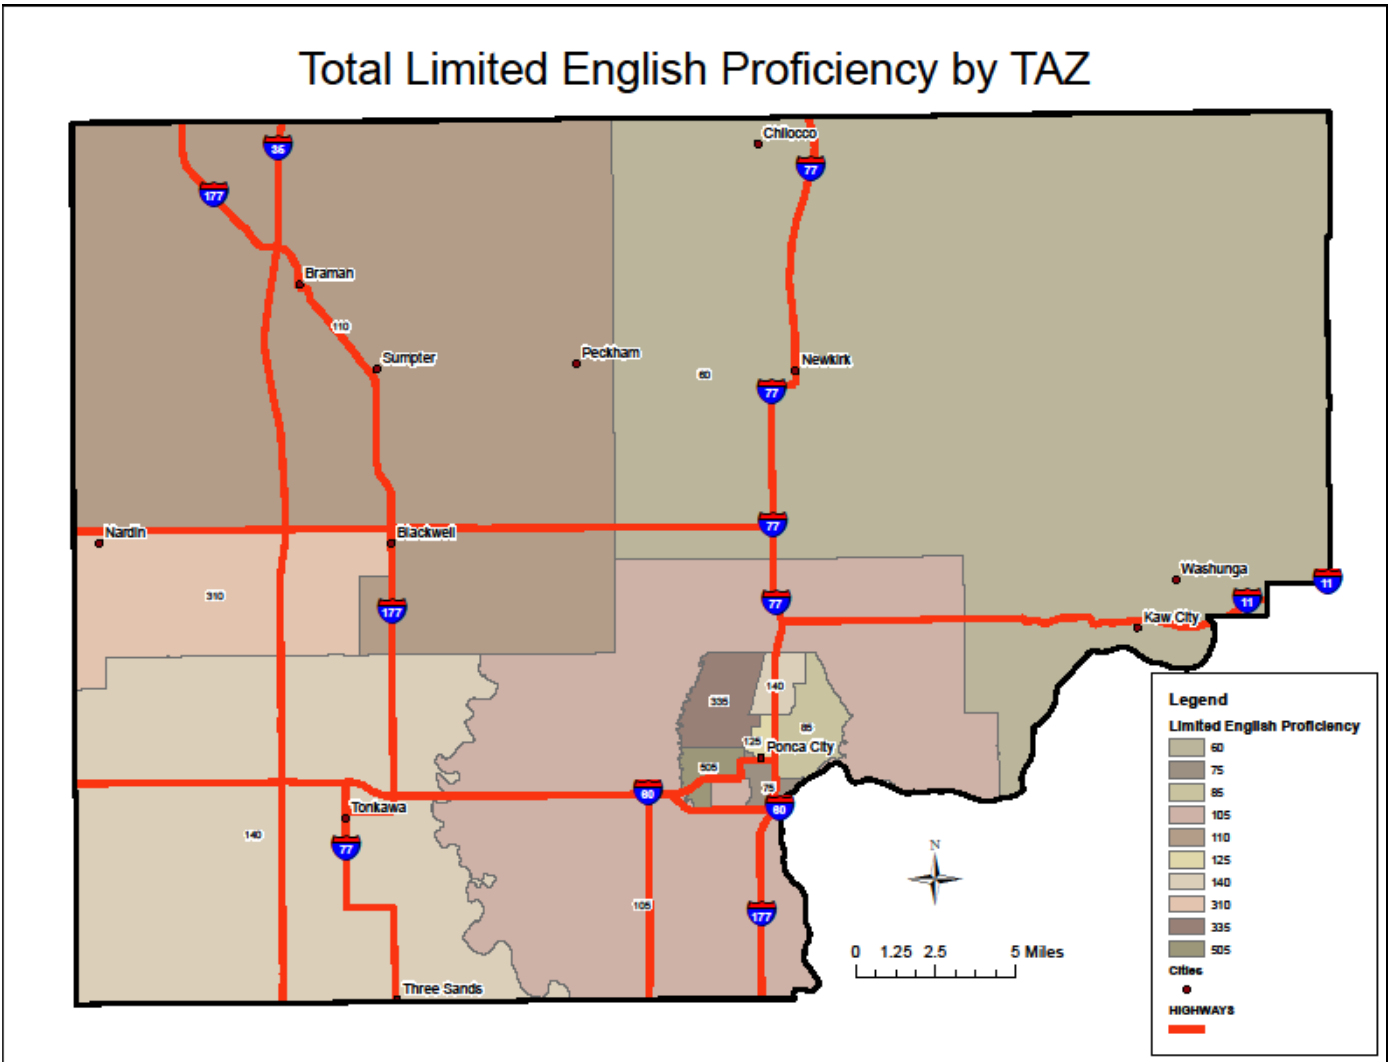 Total Limited English Proficiency by TAZ
Chilocco
35
77
177
Bramah
110
Sumpter
Peckham
Newkirk
60
77
77
Nardin
Blackwell
Washunga
11
310
177
77
11
Kaw City
140
335
85
125
Ponca City
505
75
60
60
Tonkawa
140
77
105
177
Three Sands
N
0 1.25 2.5 5 Miles
Legend
Limited English Proficiency
60
75
85
105
110
125
140
310
335
505
Cities
HIGHWAYS